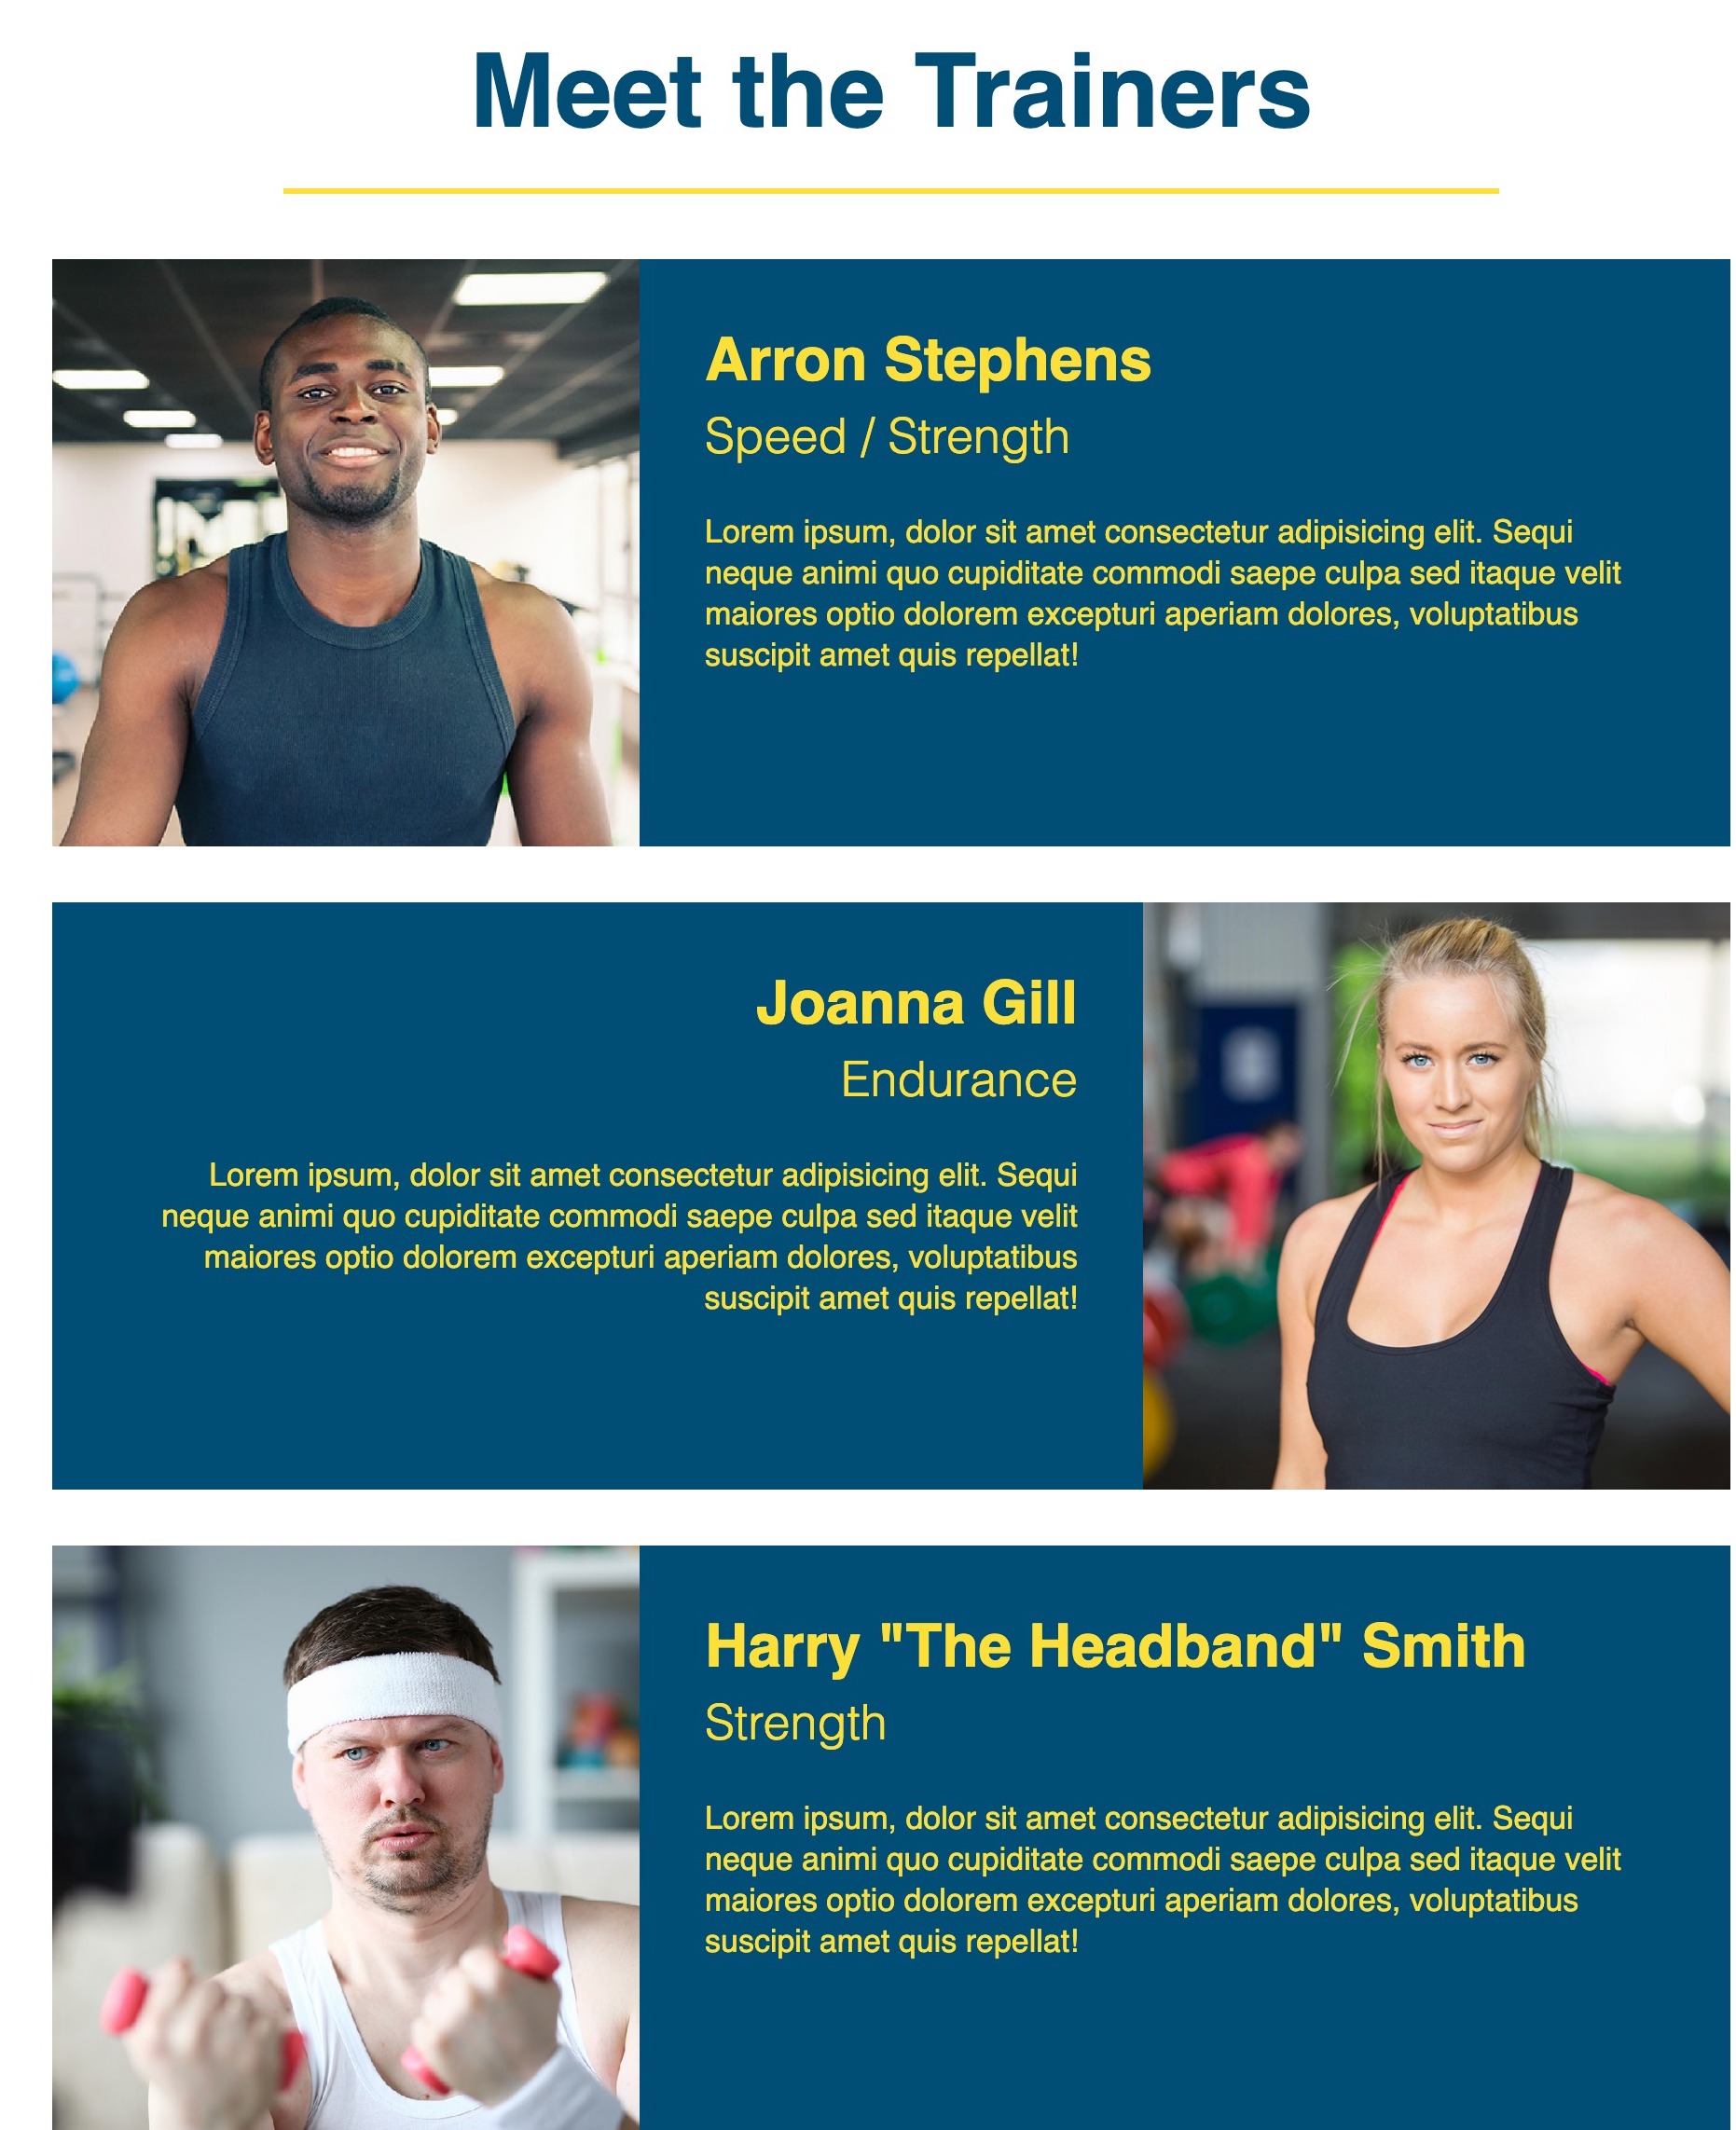 Meet the Trainers
Arron Stephens
Speed / Strength
Lorem ipsum, dolor sit amet consectetur adipisicing elit. Sequi
neque animi quo cupiditate commodi saepe culpa sed itaque velit
maiores optio dolorem excepturi aperiam dolores, voluptatibus
suscipit amet quis repellat!
Joanna Gill
Endurance
Lorem ipsum, dolor sit amet consectetur adipisicing elit. Sequi
neque animi quo cupiditate commodi saepe culpa sed itaque velit
maiores optio dolorem excepturi aperiam dolores, voluptatibus
suscipit amet quis repellat!
Harry "The Headband" Smith
Strength
Lorem ipsum, dolor sit amet consectetur adipisicing elit. Sequi
neque animi quo cupiditate commodi saepe culpa sed itaque velit
maiores optio dolorem excepturi aperiam dolores, voluptatibus
suscipit amet quis repellat!